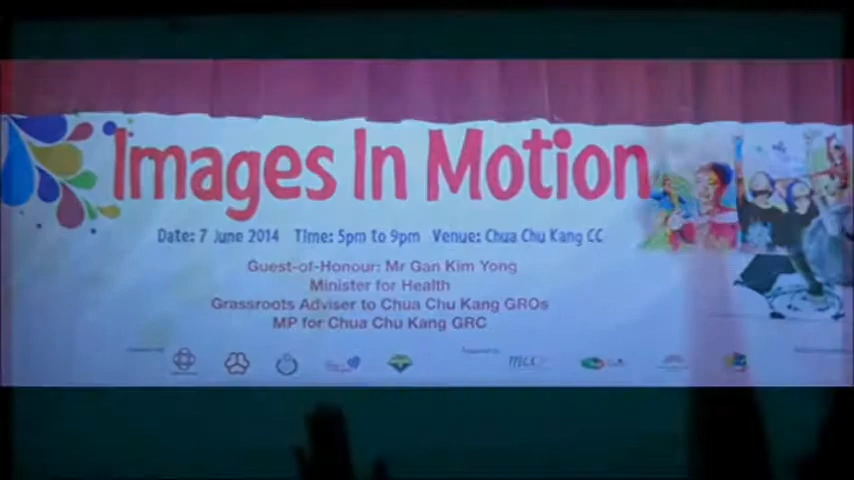 Images In Motion
Date: 7 June 2014 Time: 5pm to 9pm Venue: Chua Chu Kang CC
Guest-of-Honour: Mr Gan Kim Yong
Minister for Health
Grassroots Adviser to Chua Chu Kang GROs
MP for Chua Chu Kang GRC